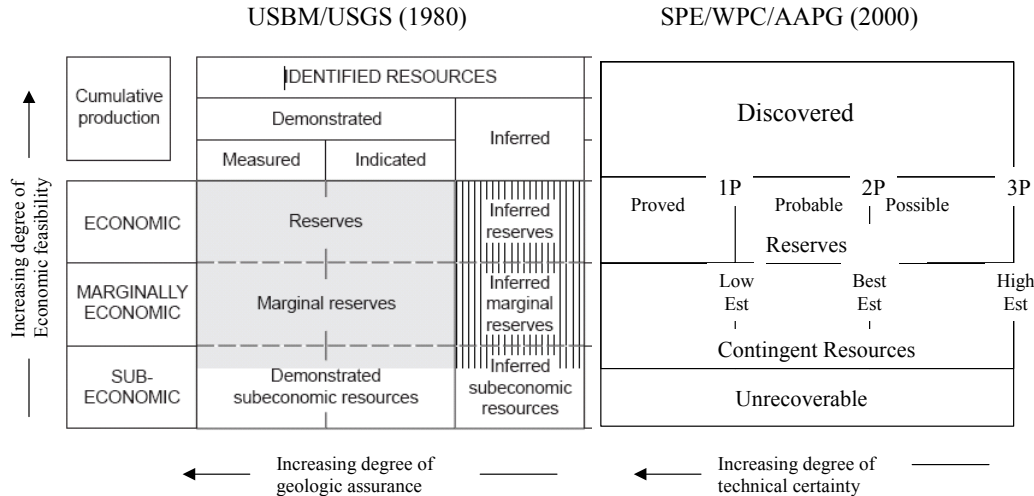 USBM/USGS (1980)
SPE/WPC/AAPG (2000)
Increasing degree of
Economic feasibility
Cumulative
production
IDENTIFIED RESOURCES
Demonstrated
Inferred
Measured
Indicated
ECONOMIC
Reserves
Inferred
reserves
MARGINALLY
ECONOMIC
Marginal reserves
Inferred
marginal
reserves
SUB-
ECONOMIC
Demonstrated
subeconomic resources
Inferred
subeconomic
resources
Increasing degree of
geologic assurance
Discovered
1P
2P
3P
Proved
Probable
Possible
Reserves
Low
Est
Best
Est
High
Est
Contingent Resources
Unrecoverable
Increasing degree of
technical certainty